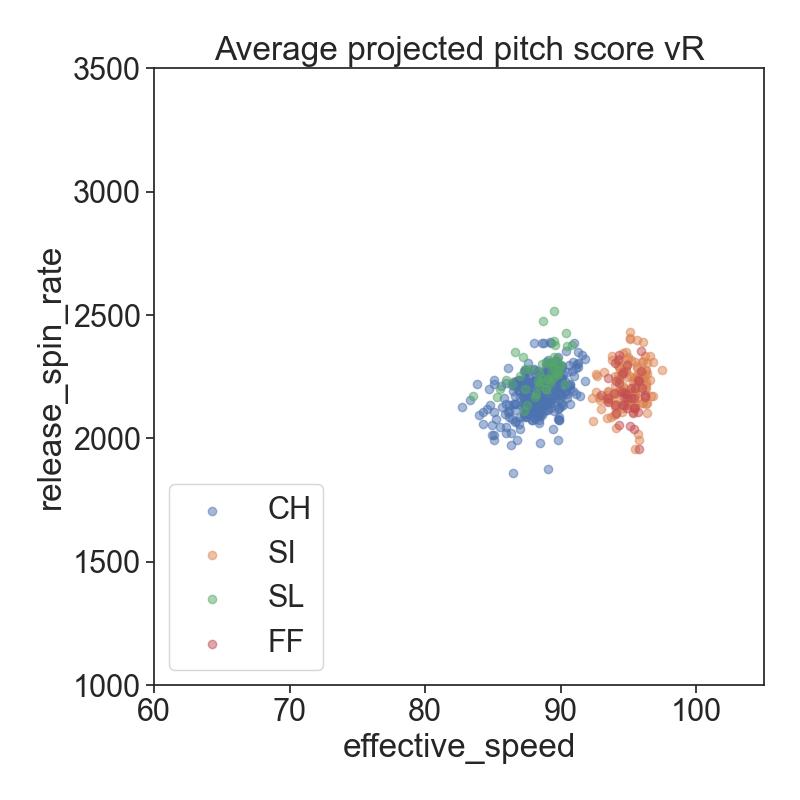 Average projected pitch score vR
3500
3000
2500
2000
1500
1000
release_spin_rate
CH
SI
SL
FF
60 70 80 90 100
effective_speed